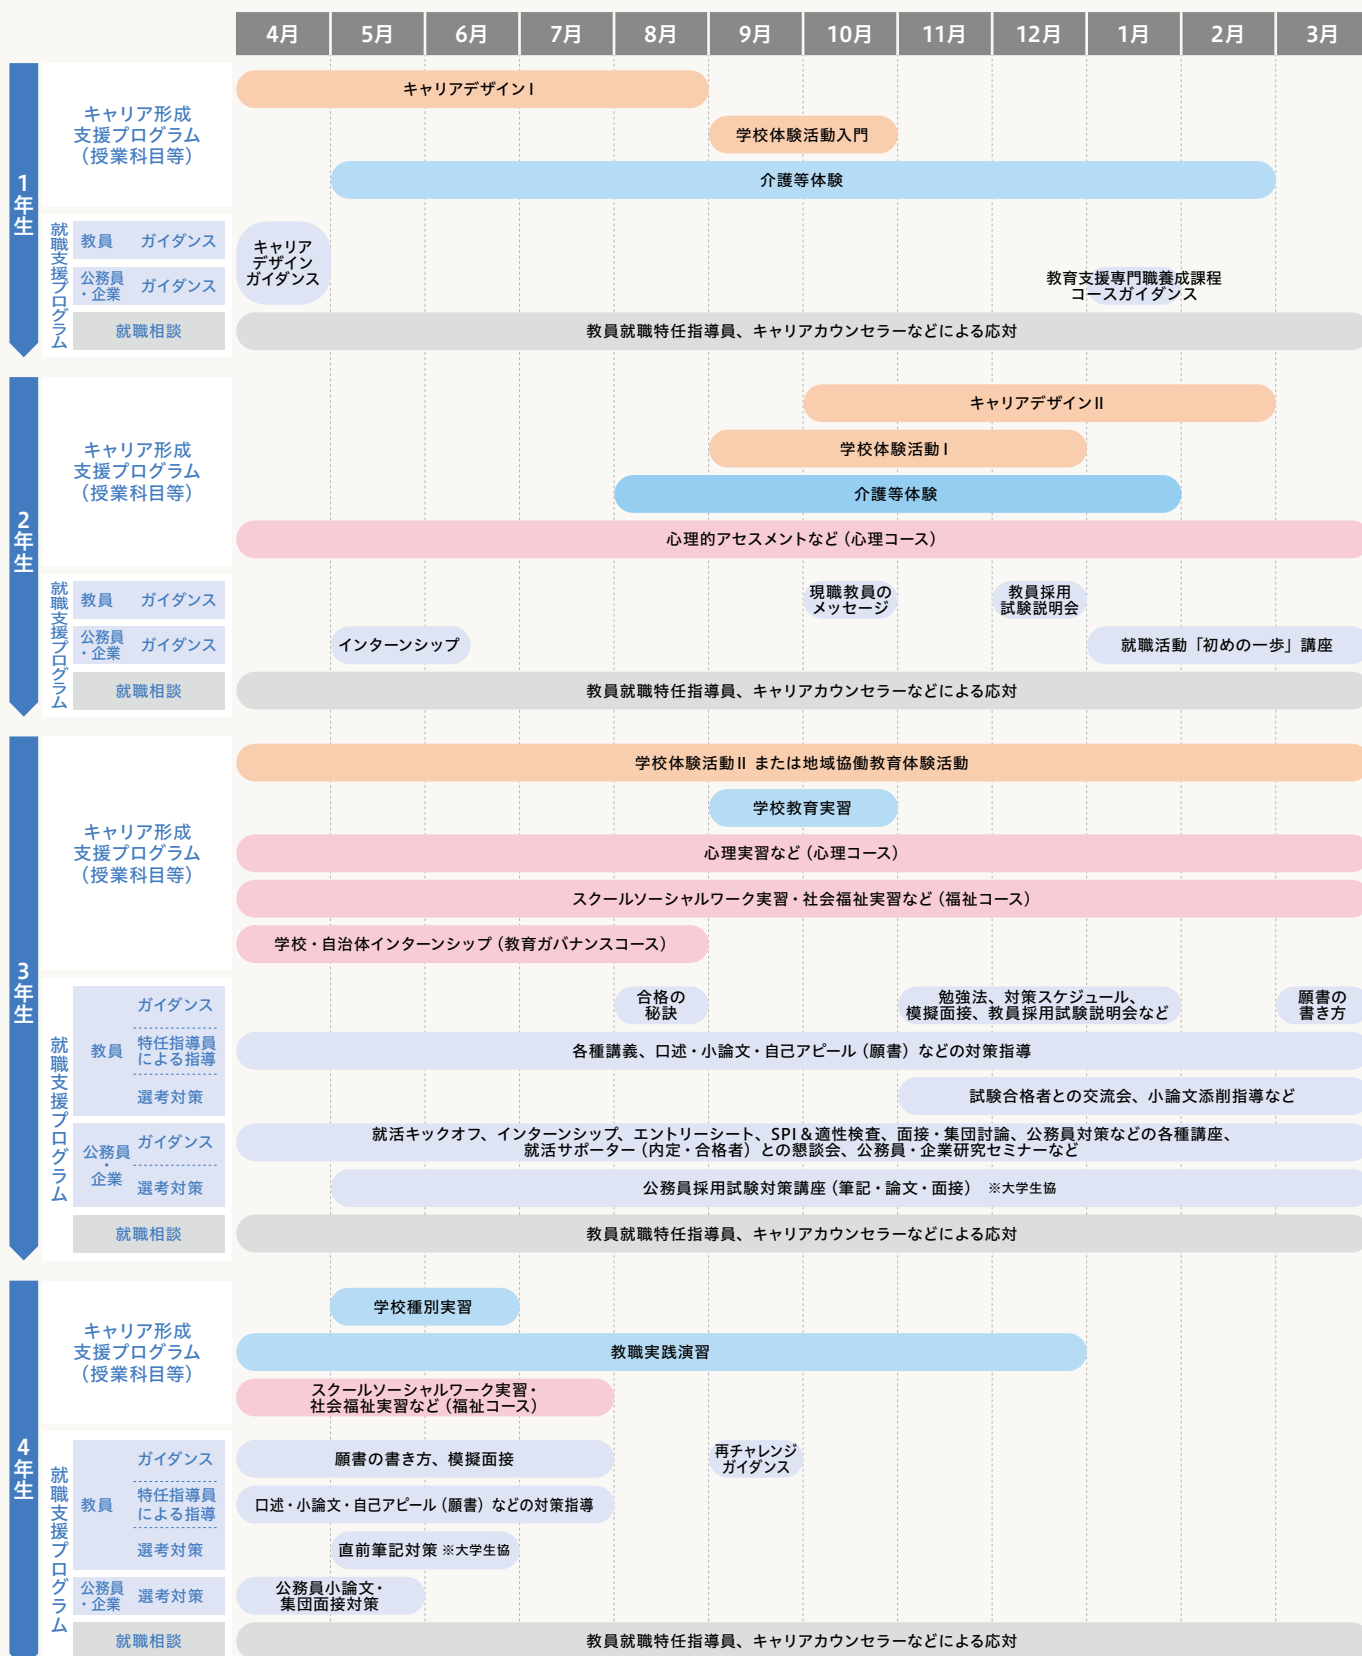 4月 5月 6月 7月 8月 9月 10月 11月 12月 1月 2月 3月
1年生
キャリア形成
支援プログラム
（授業科目等）
キャリアデザインⅠ
学校体験活動入門
介護等体験
就職支援プログラム
教員 ガイダンス
公務員
・企業 ガイダンス
キャリア
デザイン
ガイダンス
教育支援専門職養成課程
コースガイダンス
就職相談
教員就職特任指導員、キャリアカウンセラーなどによる応対
2年生
キャリア形成
支援プログラム
（授業科目等）
キャリアデザインⅡ
学校体験活動Ⅰ
介護等体験
心理的アセスメントなど（心理コース）
就職支援プログラム
教員 ガイダンス
現職教員の
メッセージ
教員採用
試験説明会
公務員
・企業 ガイダンス
インターンシップ
就職活動「初めの一歩」講座
就職相談
教員就職特任指導員、キャリアカウンセラーなどによる応対
3年生
キャリア形成
支援プログラム
（授業科目等）
学校体験活動Ⅱ または地域協働教育体験活動
学校教育実習
心理実習など（心理コース）
スクールソーシャルワーク実習・社会福祉実習など（福祉コース）
学校・自治体インターンシップ（教育ガバナンスコース）
就職支援プログラム
教員
ガイダンス
合格の
秘訣
勉強法、対策スケジュール、
模擬面接、教員採用試験説明会など
願書の
書き方
特任指導員
による指導
各種講義、口述・小論文・自己アピール（願書）などの対策指導
選考対策
試験合格者との交流会、小論文添削指導など
公務員
・
企業
ガイダンス
就活キックオフ、インターンシップ、エントリーシート、SPI＆適性検査、面接・集団討論、公務員対策などの各種講座、
就活サポーター（内定・合格者）との懇談会、公務員・企業研究セミナーなど
選考対策
公務員採用試験対策講座（筆記・論文・面接） ※大学生協
就職相談
教員就職特任指導員、キャリアカウンセラーなどによる応対
4年生
キャリア形成
支援プログラム
（授業科目等）
学校種別実習
教職実践演習
スクールソーシャルワーク実習・
社会福祉実習など（福祉コース）
就職支援プログラム
教員
ガイダンス
願書の書き方、模擬面接
再チャレンジ
ガイダンス
特任指導員
による指導
口述・小論文・自己アピール（願書）などの対策指導
選考対策
直前筆記対策 ※大学生協
公務員
・企業 選考対策
公務員小論文・
集団面接対策
就職相談
教員就職特任指導員、キャリアカウンセラーなどによる応対